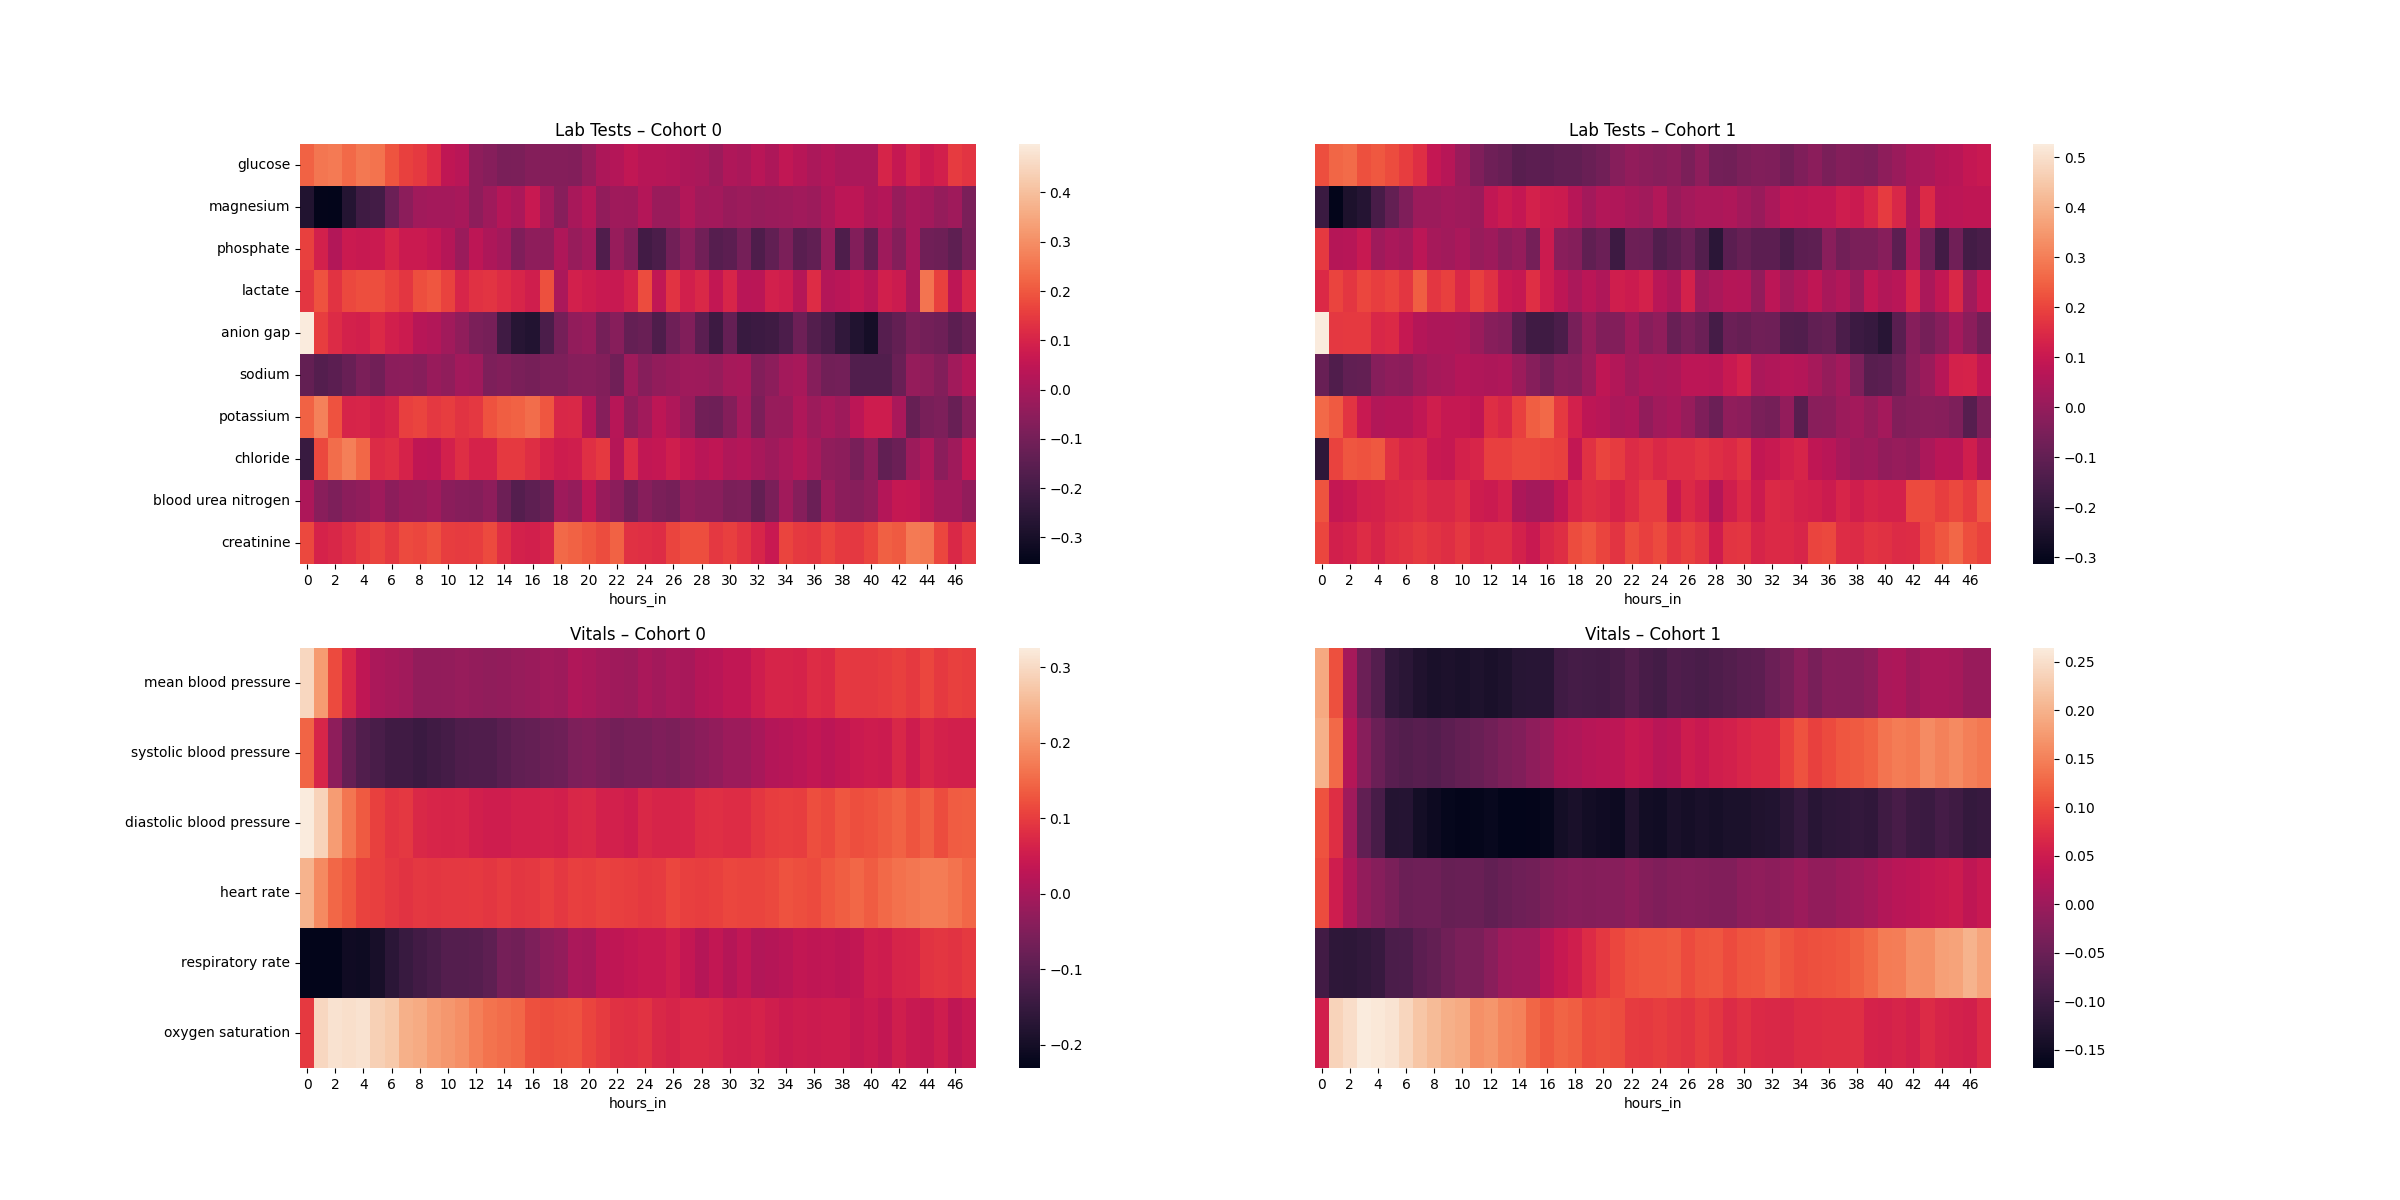 Lab Tests – Cohort 0
glucose
magnesium
phosphate
lactate
anion gap
sodium
potassium
chloride
blood urea nitrogen
creatinine
0 2 4 6 8 10 12 14 16 18 20 22 24 26 28 30 32 34 36 38 40 42 44 46
hours_in
0.4
0.3
0.2
0.1
0.0
−0.1
−0.2
−0.3
Lab Tests – Cohort 1
0 2 4 6 8 10 12 14 16 18 20 22 24 26 28 30 32 34 36 38 40 42 44 46
hours_in
0.5
0.4
0.3
0.2
0.1
0.0
−0.1
−0.2
−0.3
Vitals – Cohort 0
mean blood pressure
systolic blood pressure
diastolic blood pressure
heart rate
respiratory rate
oxygen saturation
0 2 4 6 8 10 12 14 16 18 20 22 24 26 28 30 32 34 36 38 40 42 44 46
hours_in
0.3
0.2
0.1
0.0
−0.1
−0.2
Vitals – Cohort 1
0 2 4 6 8 10 12 14 16 18 20 22 24 26 28 30 32 34 36 38 40 42 44 46
hours_in
0.25
0.20
0.15
0.10
0.05
0.00
−0.05
−0.10
−0.15